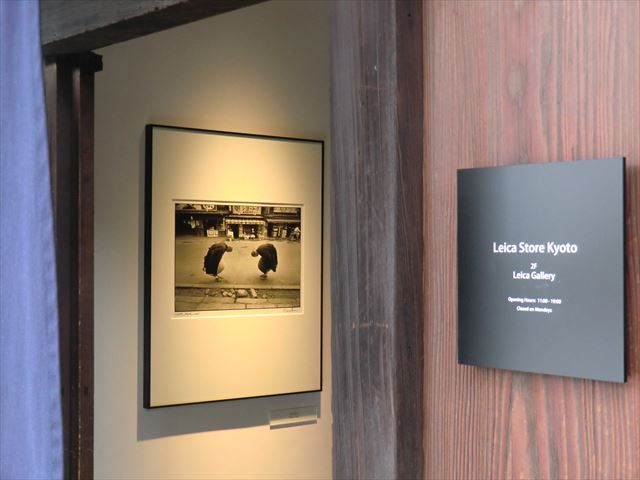 Leica Store Kyoto
2F
Leica Gallery
Opening Hours: 11:00 - 19:00
Closed on Mondays